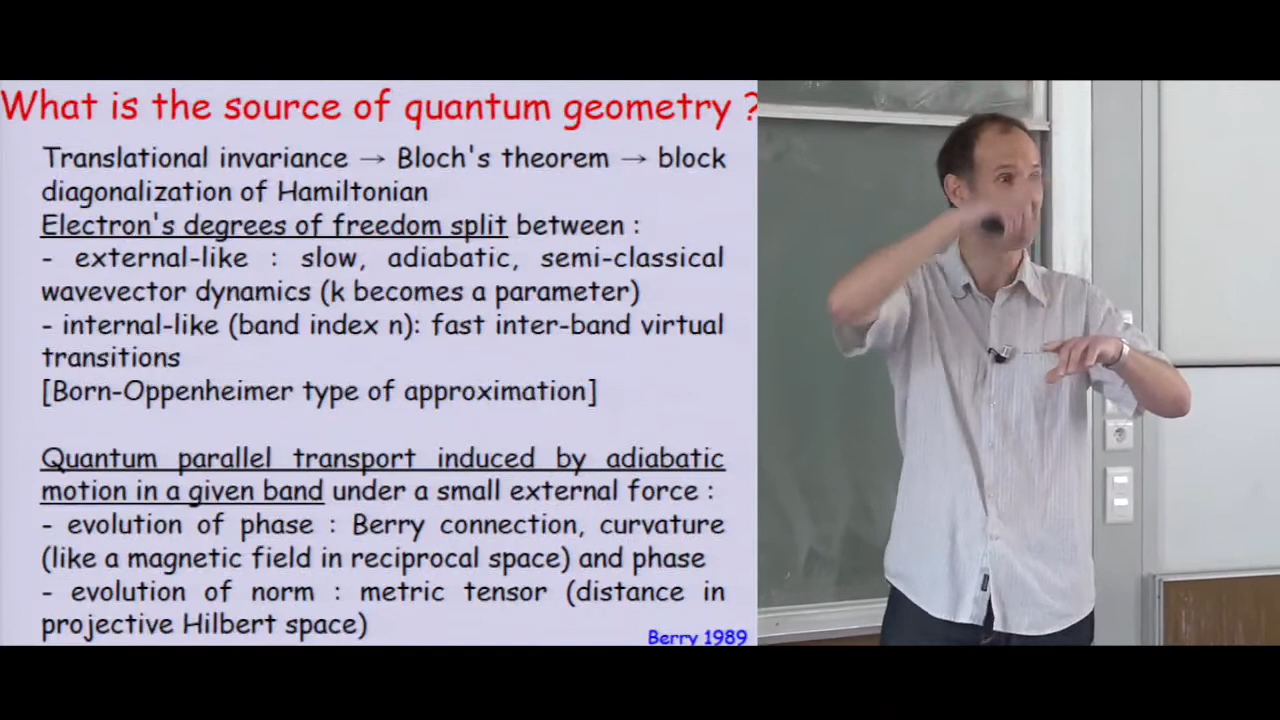 What is the source of quantum geometry ?
Translational invariance → Bloch's theorem → block
diagonalization of Hamiltonian
Electron's degrees of freedom split between :
- external-like : slow, adiabatic, semi-classical
wavevector dynamics (k becomes a parameter)
- internal-like (band index n): fast inter-band virtual
transitions
[Born-Oppenheimer type of approximation]
Quantum parallel transport induced by adiabatic
motion in a given band under a small external force :
- evolution of phase : Berry connection, curvature
(like a magnetic field in reciprocal space) and phase
- evolution of norm : metric tensor (distance in
projective Hilbert space)
Berry 1989